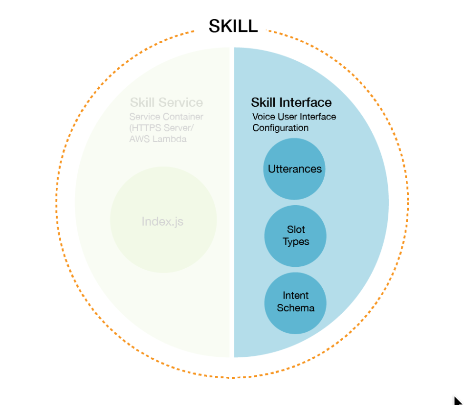 SKILL
Skill Service
Service Container
(HTTPS Server/
AWS Lambda
Index.js
Skill Interface
Voice User Interface
Configuration
Utterances
Slot
Types
Intent
Schema